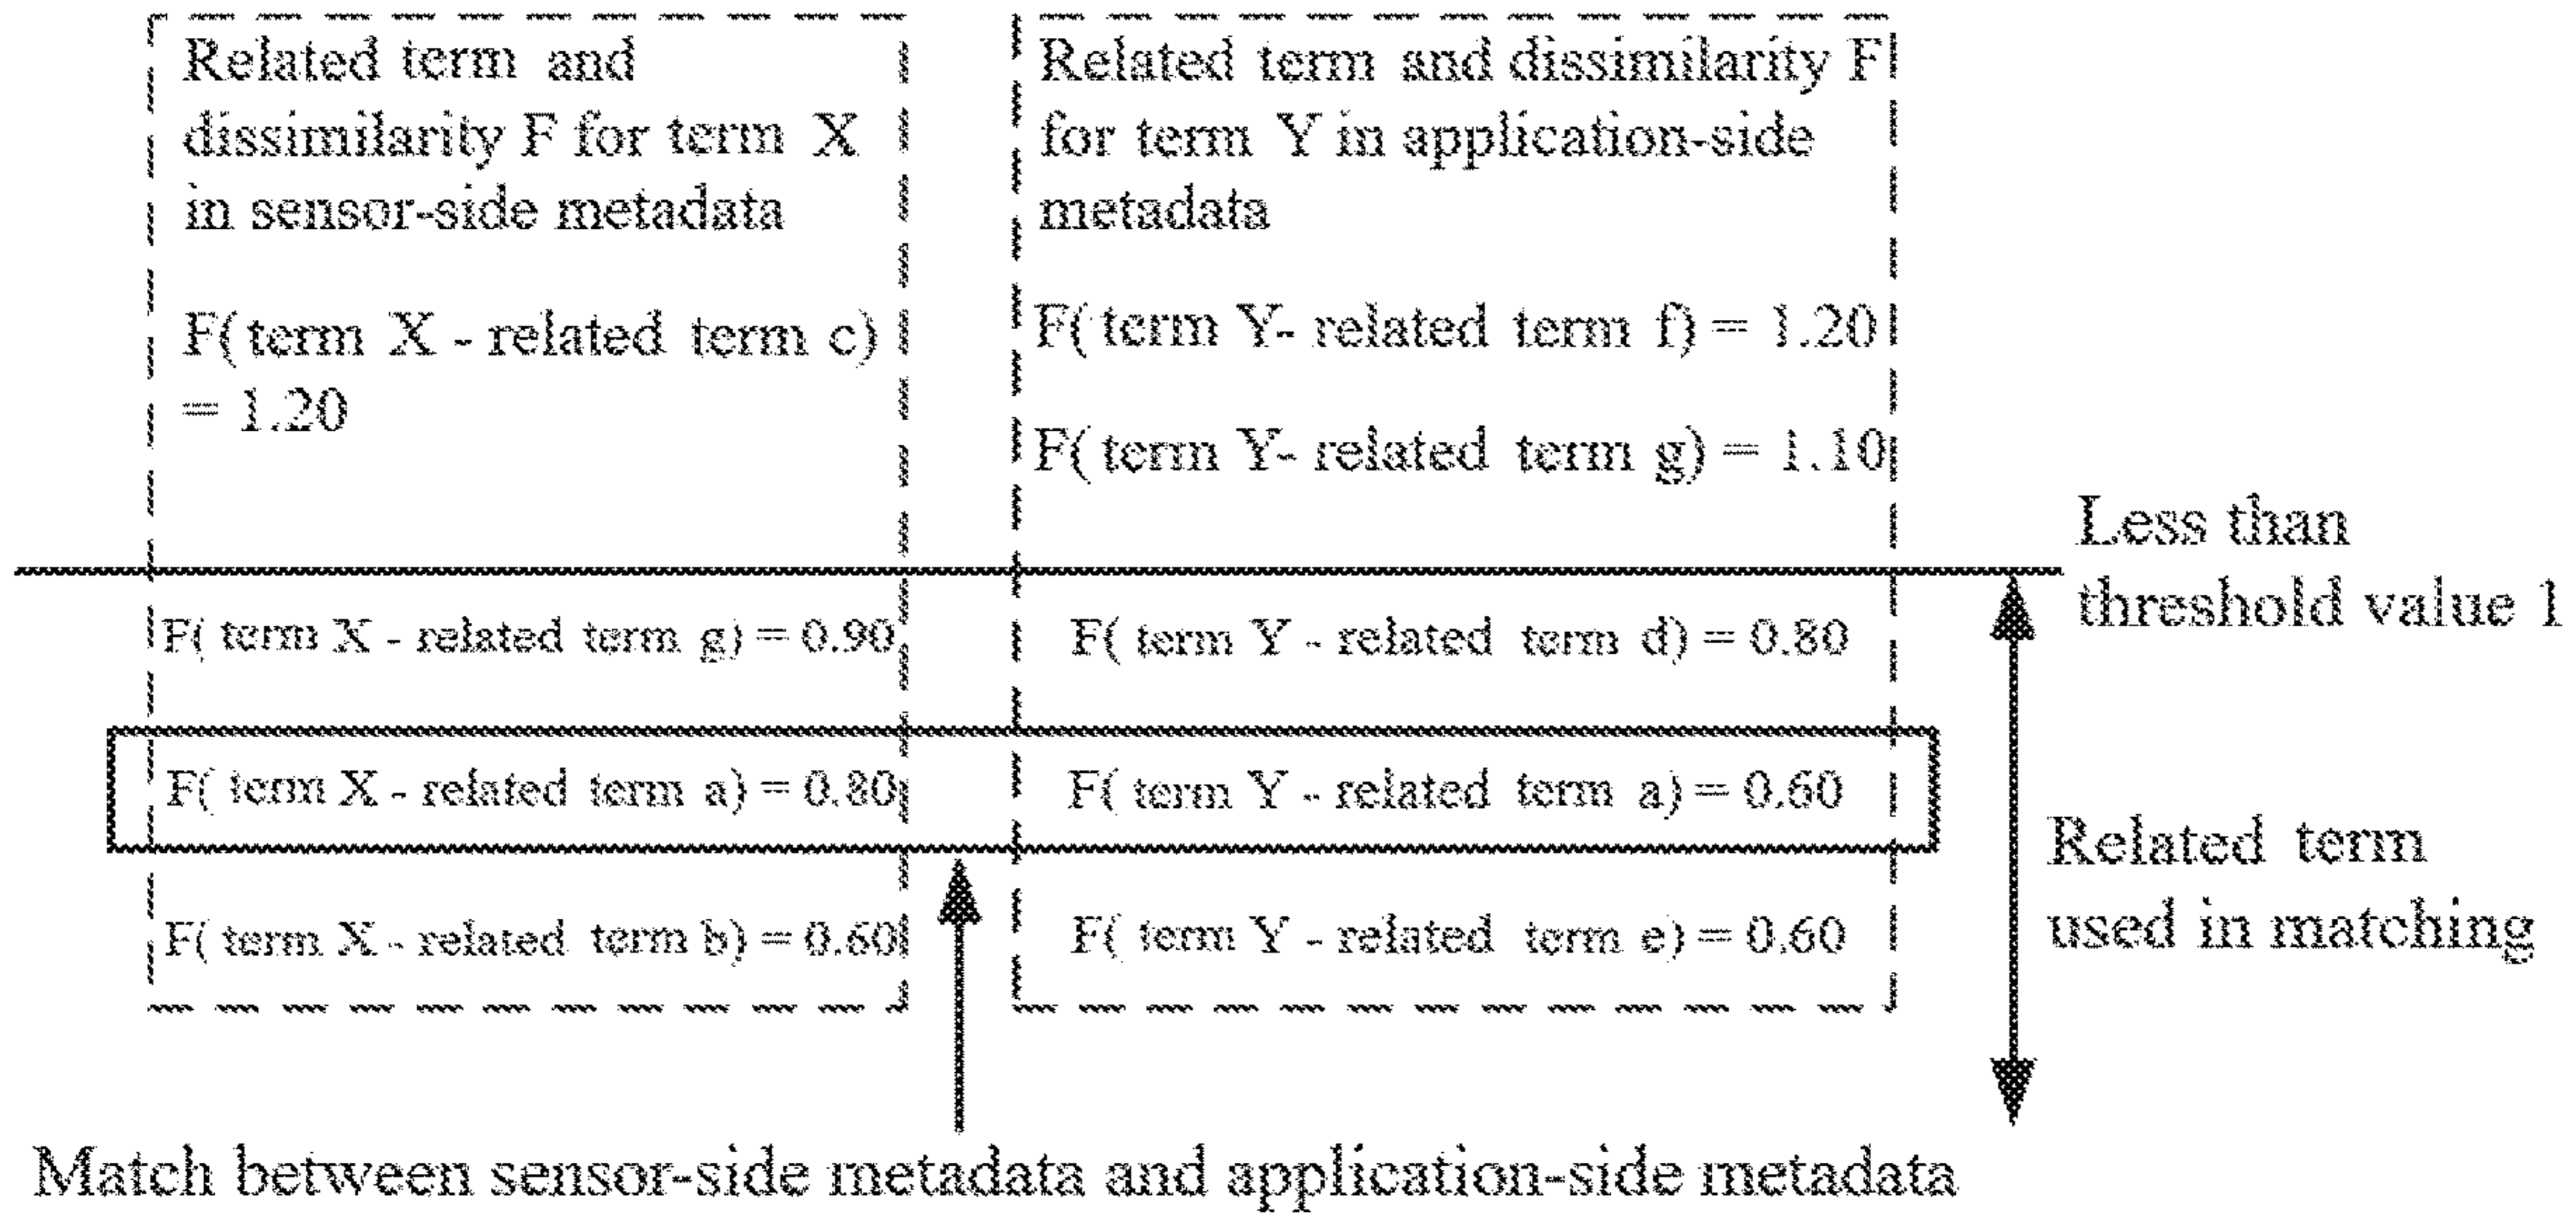 Related term and
dissimilarity F for term X
in sensor-side metadata
F( term X - related term c)
= 1.20
Related term and dissimilarity F
for term Y in application-side
metadata
F( term Y- related term f) = 1.20
F( term Y- related term g) = 1.10
Less than
threshold value 1
F( term X - related term g) = 0.90
F( term Y - related term d) = 0.80
F( term X - related term a) = 0.80
F( term Y - related term a) = 0.60
Related term
used in matching
F( term X - related term b) = 0.60
F( term Y - related term e) = 0.60
Match between sensor-side metadata and application-side metadata